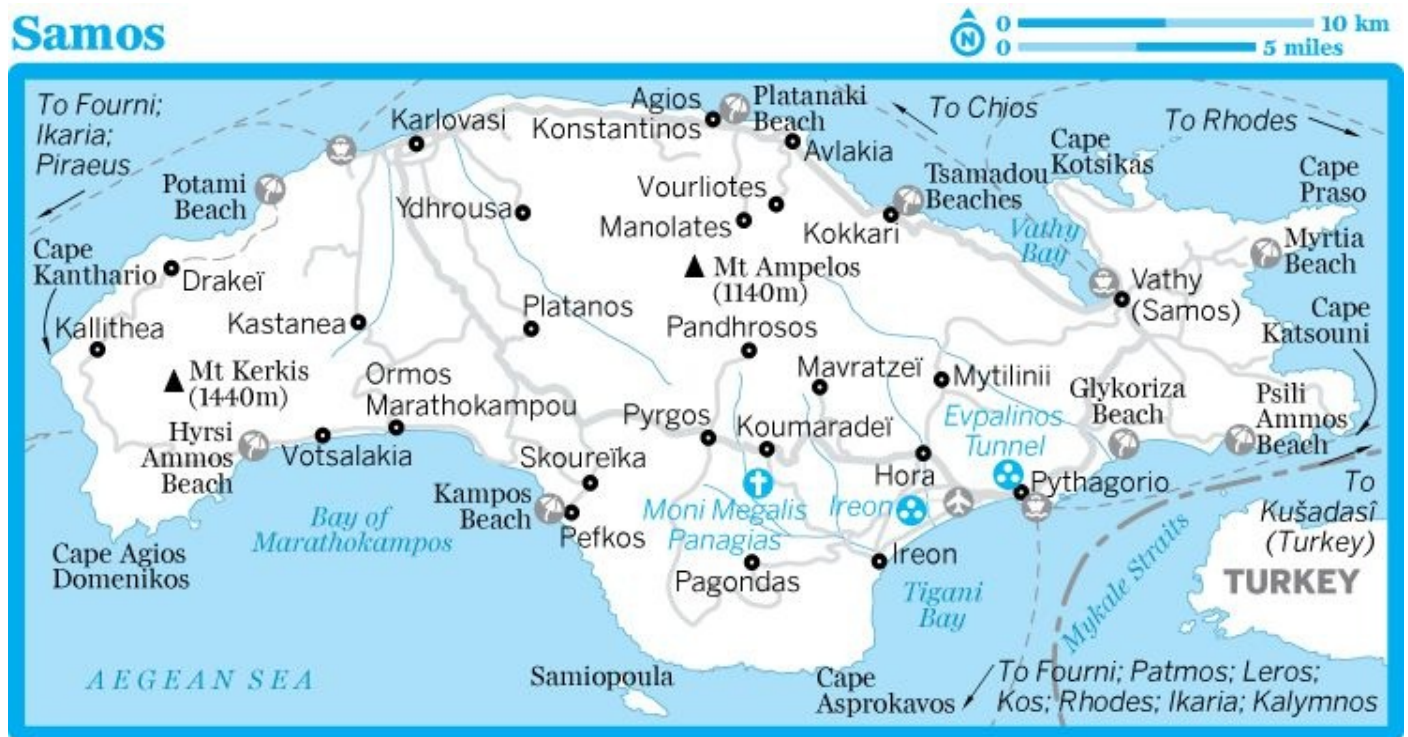 Samos
N
0
10 km
0
5 miles
To Fourni;
Ikaria;
Piraeus
Karlovasi
Agios
Konstantinos
Platanaki
Beach
Avlakia
To Chios
To Rhodes
Cape
Kotsikas
Cape
Praso
Potami
Beach
Ydhrousa
Vourliotes
Manolates
Kokkari
Tsamadou
Beaches
Vathy
Bay
Myrtia
Beach
Cape
Kanthario
Drakeï
Mt Ampelos
(1140m)
Vathy
(Samos)
Cape
Katsouni
Kallithea
Kastanea
Platanos
Pandhrosos
Mt Kerkis
(1440m)
Ormos
Marathokampou
Mavratzeï
Mytilinii
Glykoriza
Beach
Psili
Ammos
Beach
Hyrsi
Ammos
Beach
Votsalakia
Pyrgos
Koumaradeï
Evpalinos
Tunnel
Skoureïka
Hora
Pythagorio
Kampos
Beach
Pefkos
Moni Megalis
Panagias
Ireon
To
Kušadasî
(Turkey)
Bay of
Marathokampos
Cape Agios
Domenikos
Pagondas
Ireon
Tigani
Bay
Mykale Straits
TURKEY
AEGEAN SEA
Samiopoula
Cape
Asprokavos
To Fourni; Patmos; Leros;
Kos; Rhodes; Ikaria; Kalymnos